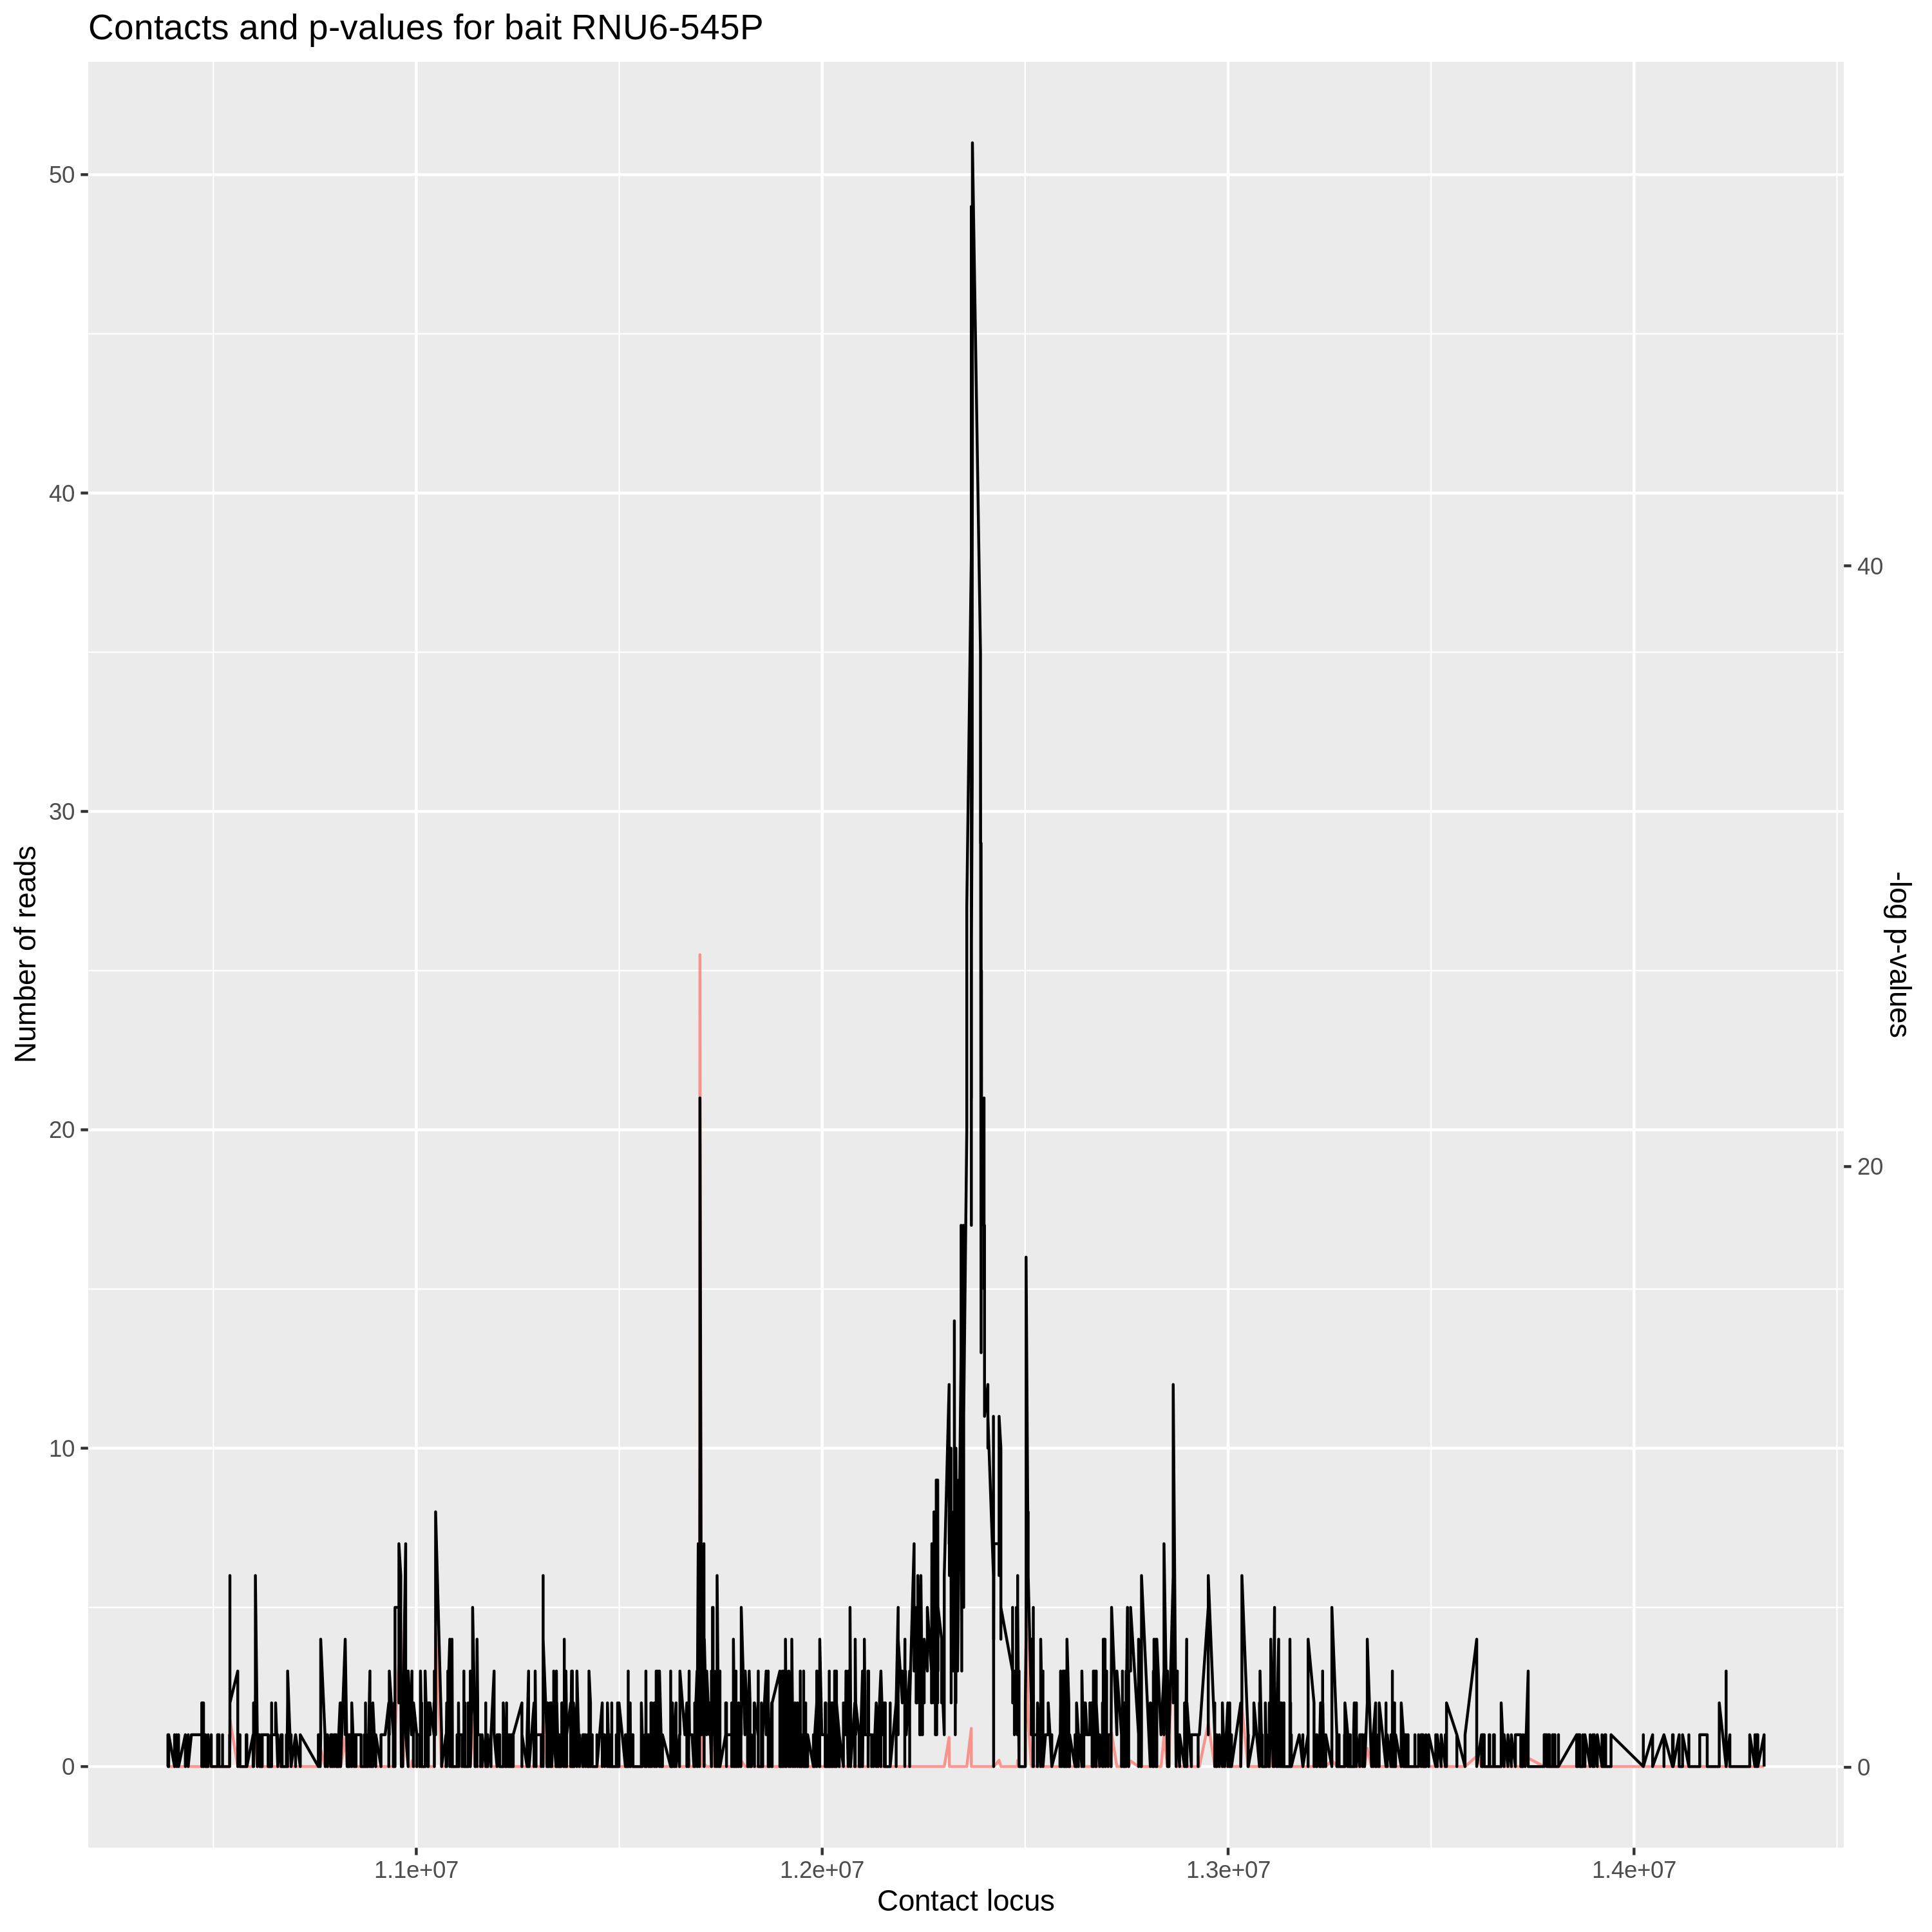 Contacts and p-values for bait RNU6-545P
50
40
30
20
10
0
Number of reads
40
20
0
-log p-values
1.1e+07
1.2e+07
1.3e+07
1.4e+07
Contact locus